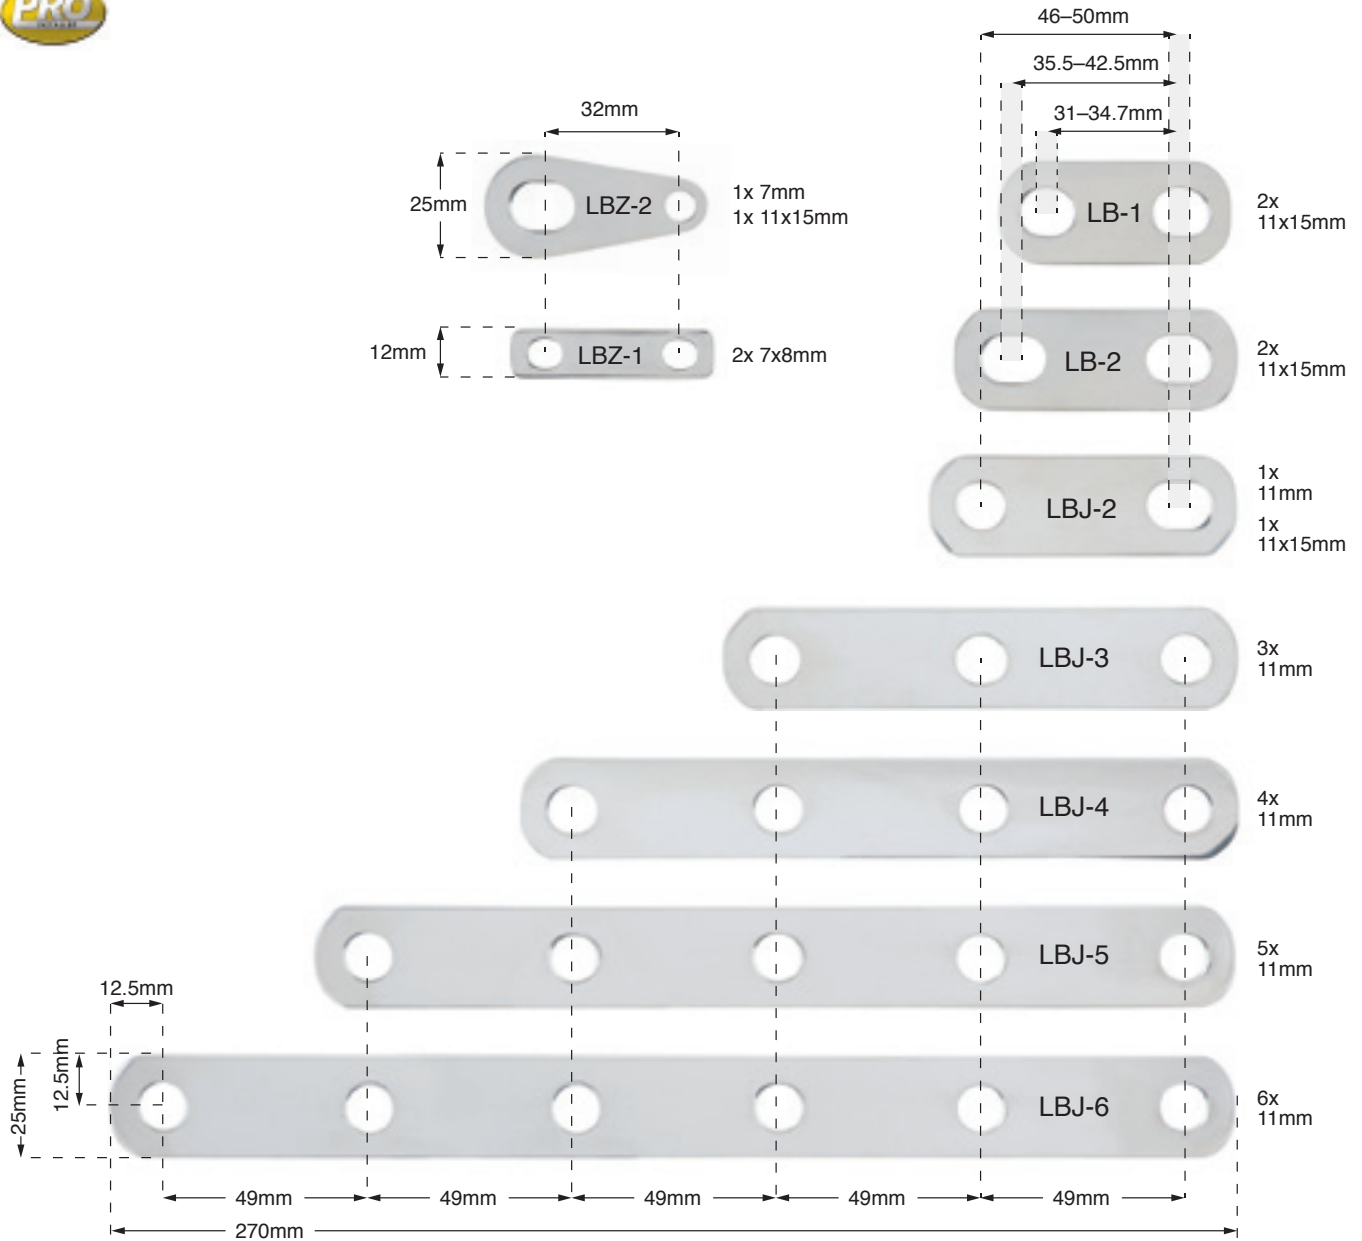 PRO
46–50mm
35.5–42.5mm
31–34.7mm
32mm
25mm
LBZ-2
1x 7mm
1x 11x15mm
LB-1
2x
11x15mm
12mm
LBZ-1
2x 7x8mm
LB-2
2x
11x15mm
LBJ-2
1x
11mm
1x
11x15mm
LBJ-3
3x
11mm
LBJ-4
4x
11mm
LBJ-5
5x
11mm
12.5mm
12.5mm
25mm
LBJ-6
6x
11mm
49mm
49mm
49mm
49mm
49mm
270mm